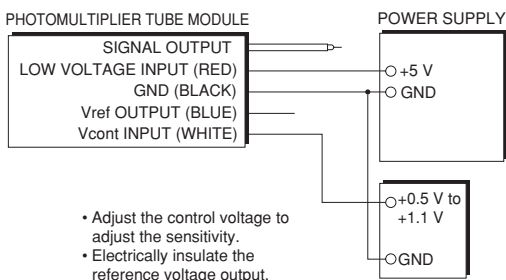 PHOTOMULTIPLIER TUBE MODULE
POWER SUPPLY
SIGNAL OUTPUT
LOW VOLTAGE INPUT (RED)
GND (BLACK)
Vref OUTPUT (BLUE)
Vcont INPUT (WHITE)
+5 V
GND
+0.5 V to
+1.1 V
GND
• Adjust the control voltage to
adjust the sensitivity.
• Electrically insulate the
reference voltage output.